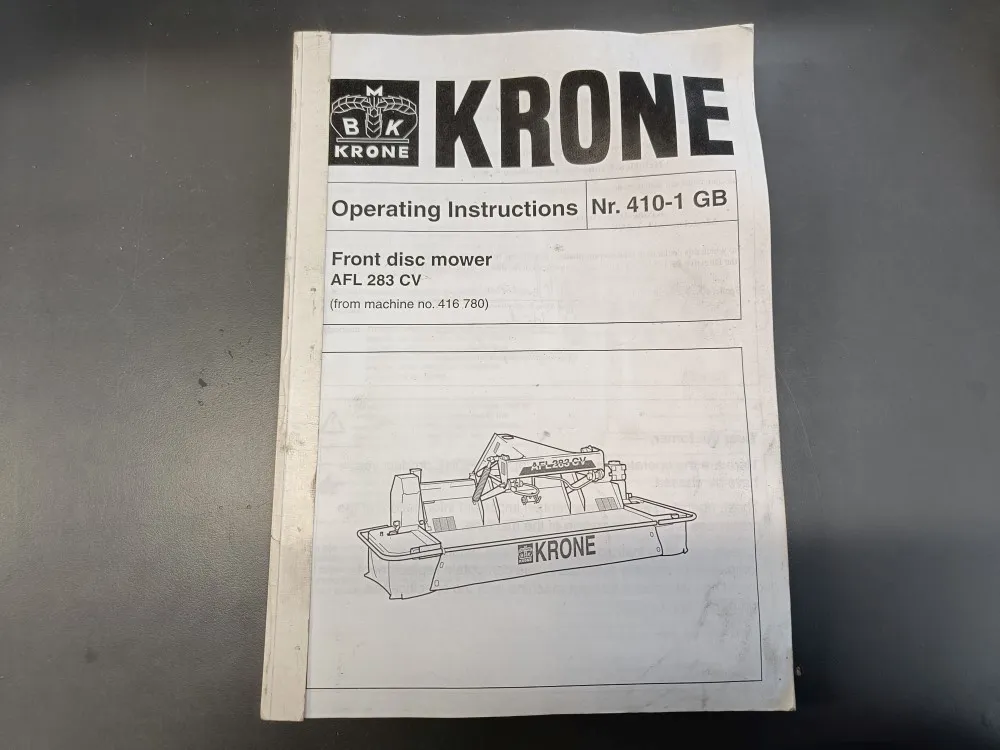 M
B K
KRONE
KRONE
Operating Instructions
Nr. 410-1 GB
Front disc mower
AFL 283 CV
(from machine no. 416 780)
AFL 283 CV
KRONE